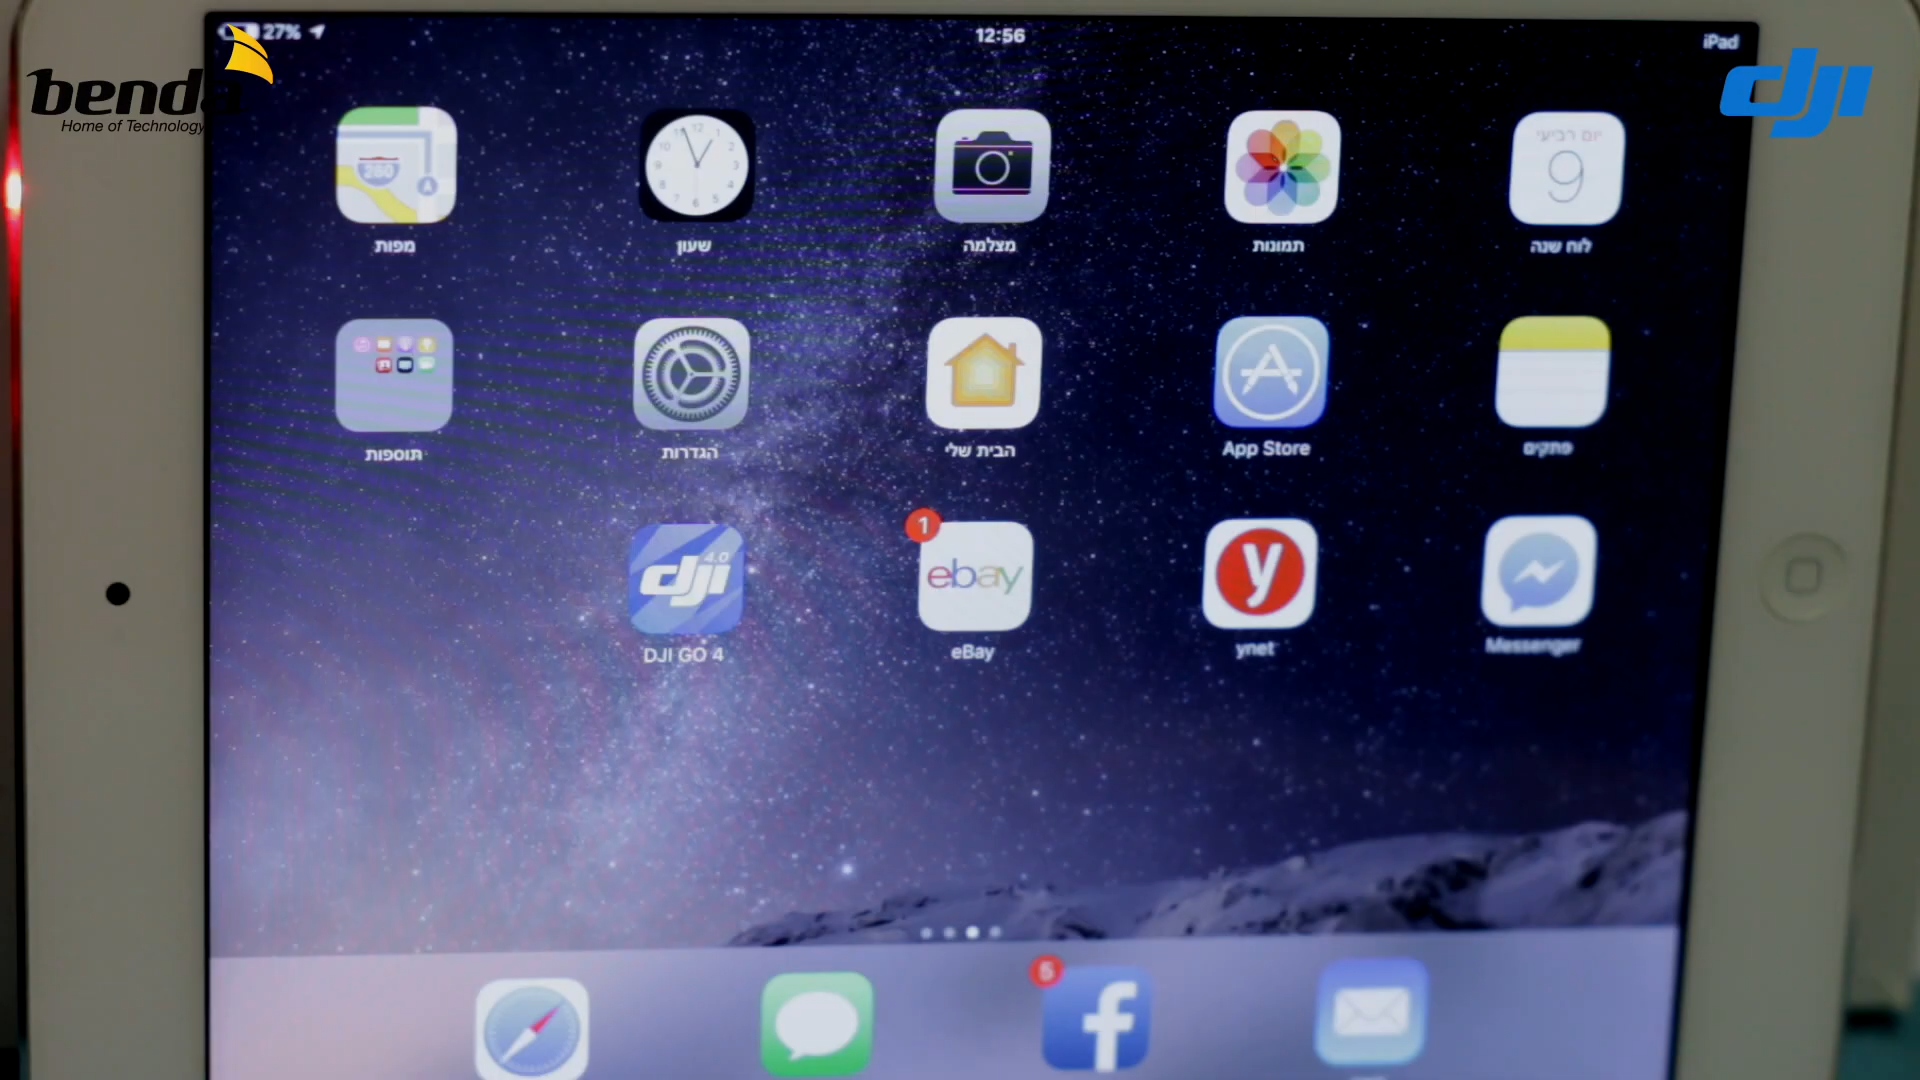 27%
12:56
iPad
benda
Home of Technology
dji
280
A
יום רביעי
9
לוח שנה
תמונות
מצלמה
שעון
מפות
פתקים
App Store
הבית שלי
הגדרות
תוספות
dji 4.0
DJI GO 4
1
ebay
eBay
y
ynet
Messenger
5
f